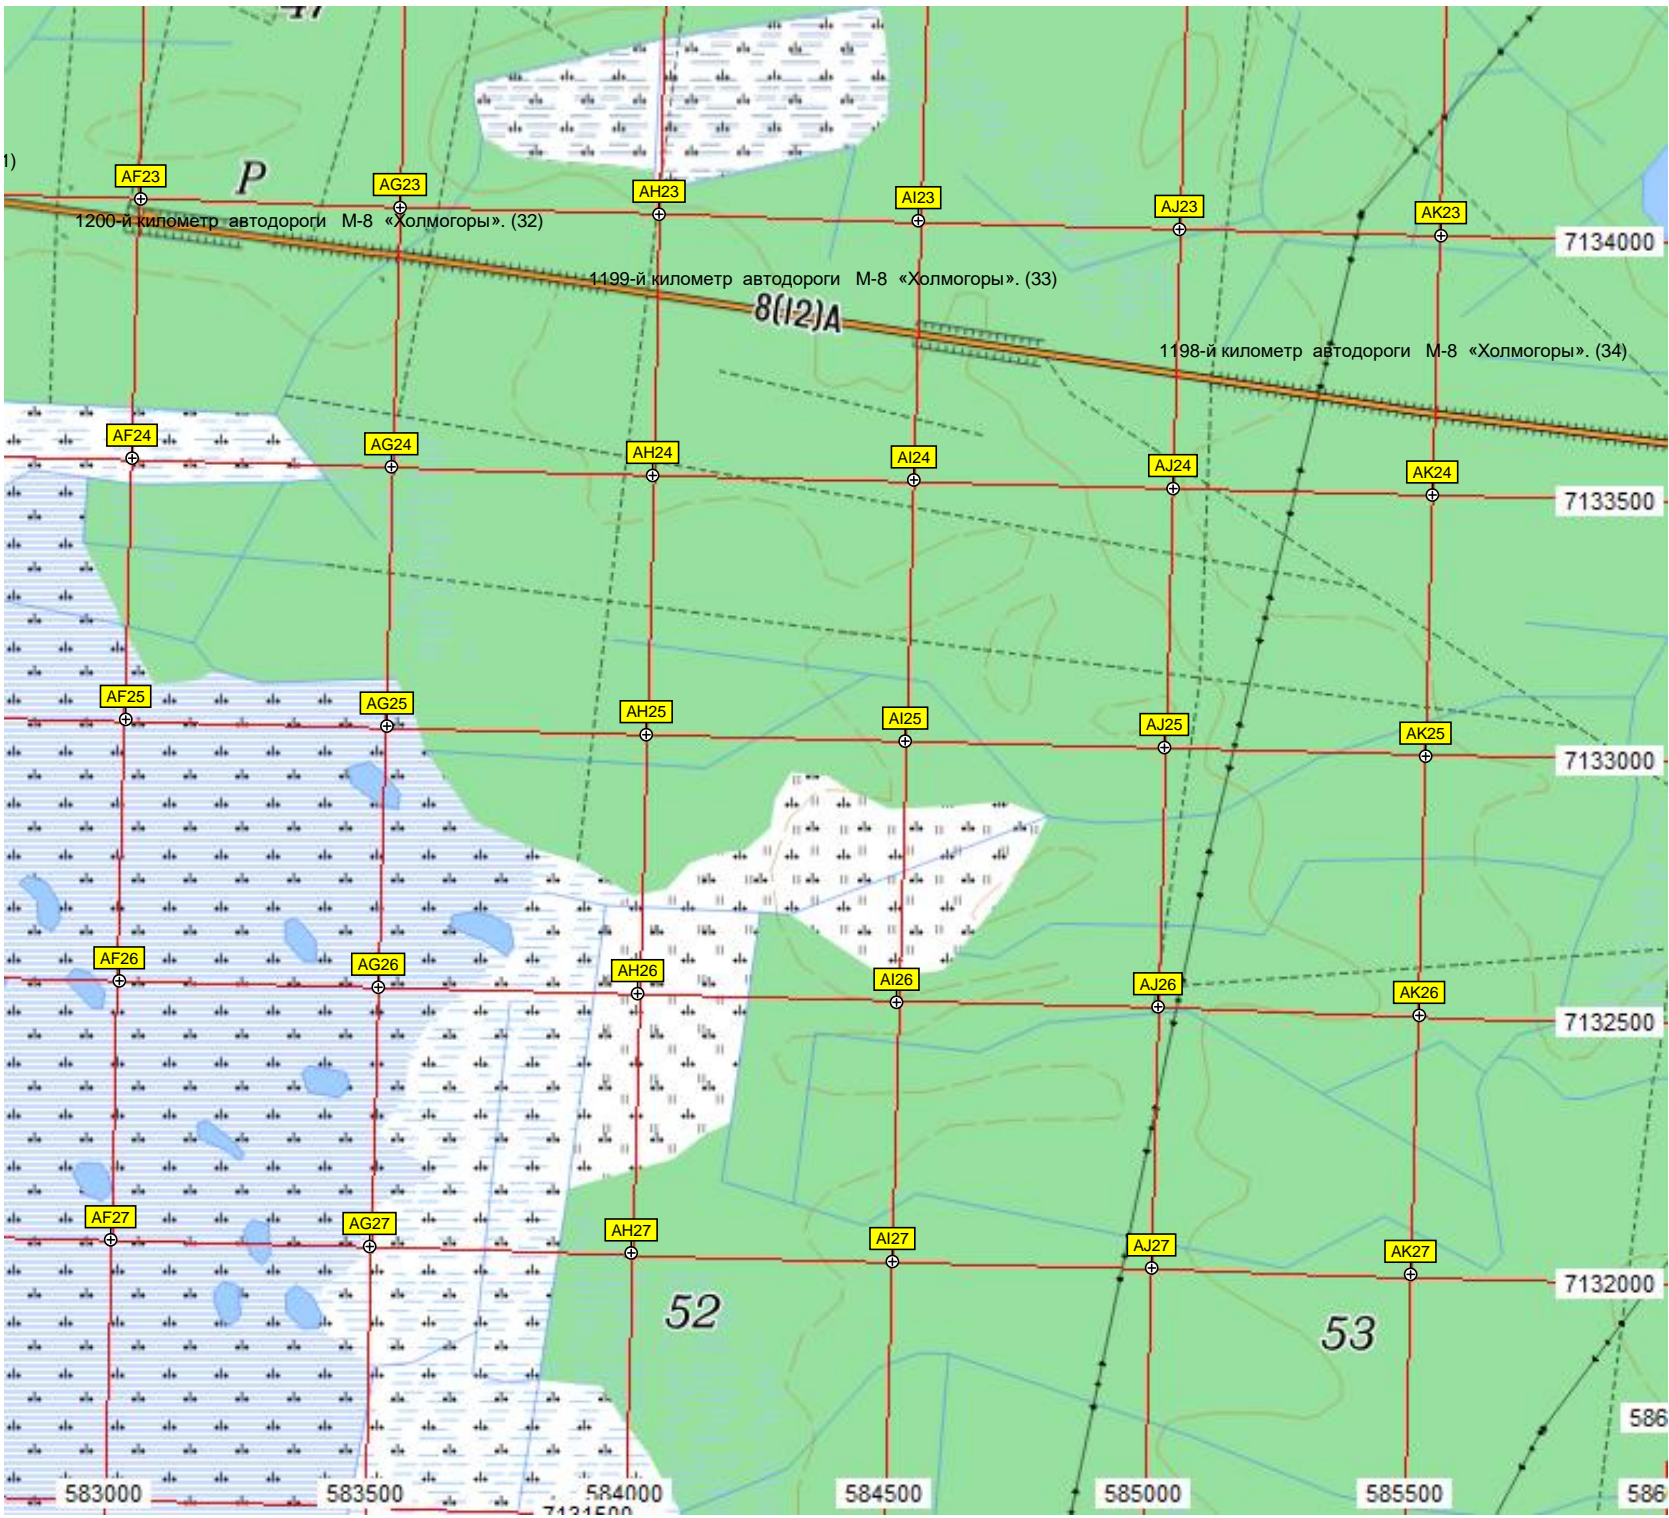 47
1)
AF23
P
AG23
AH23
AI23
AJ23
AK23
1200-й километр автодороги М-8 «Холмогоры». (32)
7134000
1199-й километр автодороги М-8 «Холмогоры». (33)
8(12)А
1198-й километр автодороги М-8 «Холмогоры». (34)
AF24
AG24
AH24
AI24
AJ24
AK24
7133500
AF25
AG25
AH25
AI25
AJ25
AK25
7133000
AF26
AG26
AH26
AI26
AJ26
AK26
7132500
AF27
AG27
AH27
AI27
AJ27
AK27
7132000
52
53
586
583000
583500
584000
584500
585000
585500
586
7131500